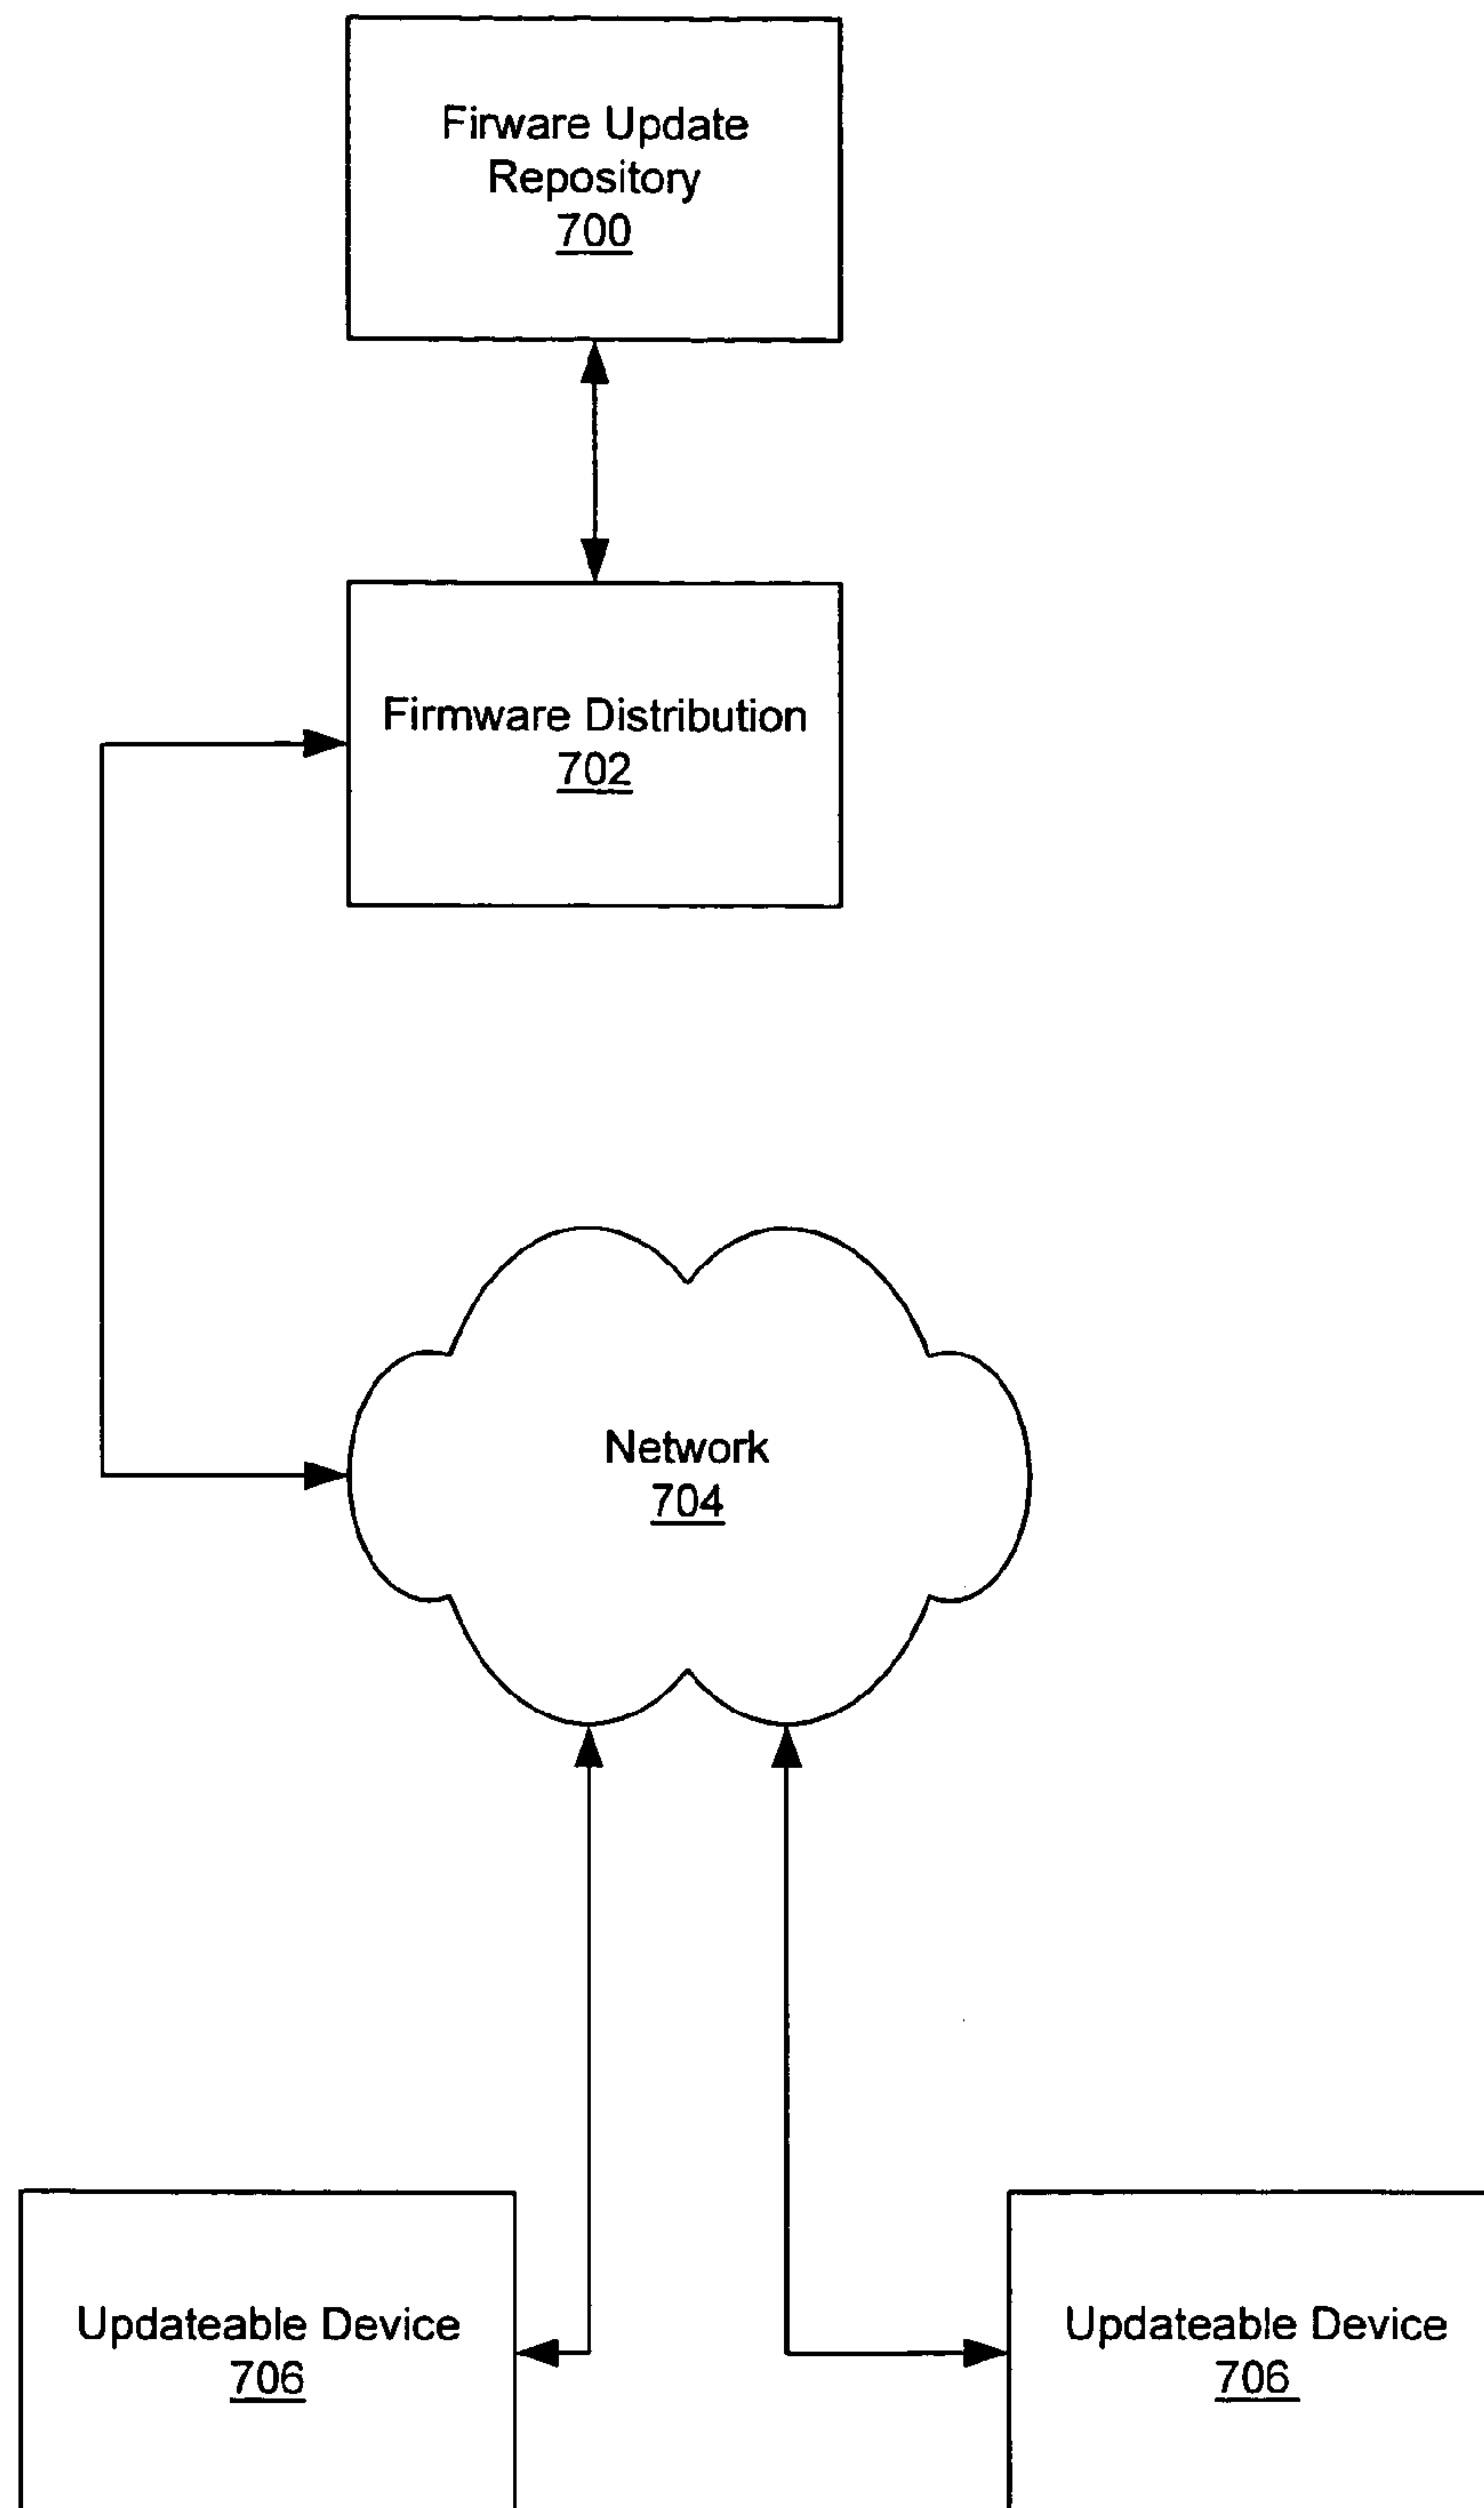 Firware Update
Repository
700
Firmware Distribution
702
Network
704
Updateable Device
706
Updateable Device
706